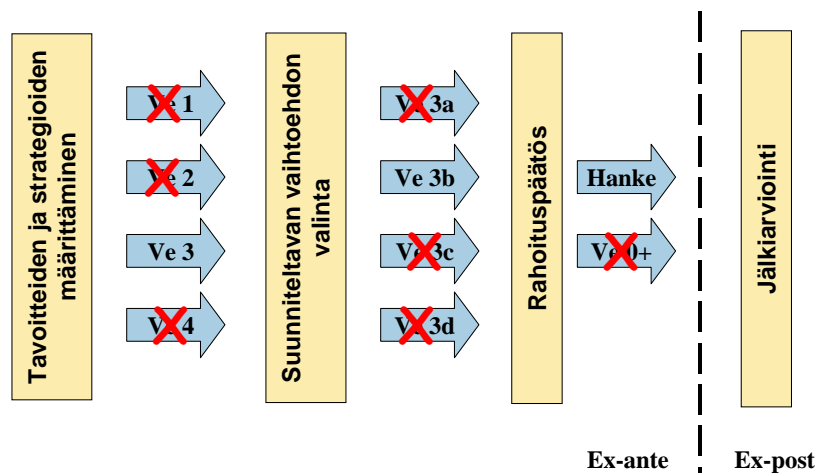 Tavoitteiden ja strategioiden
määrittäminen
Ve 1
Ve 2
Ve 3
Ve 4
Suunniteltavan vaihtoehdon
valinta
Ve 3a
Ve 3b
Ve 3c
Ve 3d
Rahoituspäätös
Hanke
Ve 0+
Jälkiarviointi
Ex-ante
Ex-post